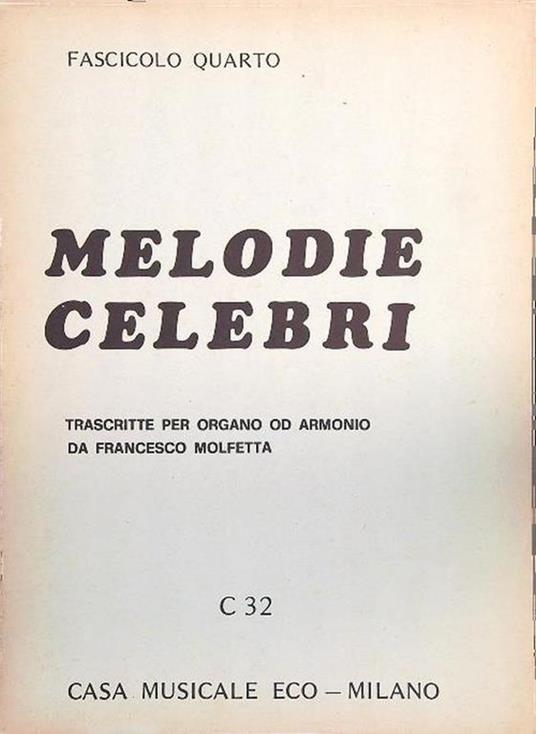 FASCICOLO QUARTO
MELODIE
CELEBRI
TRASCRITTE PER ORGANO OD ARMONIO
DA FRANCESCO MOLFETTA
C 32
CASA MUSICALE ECO — MILANO